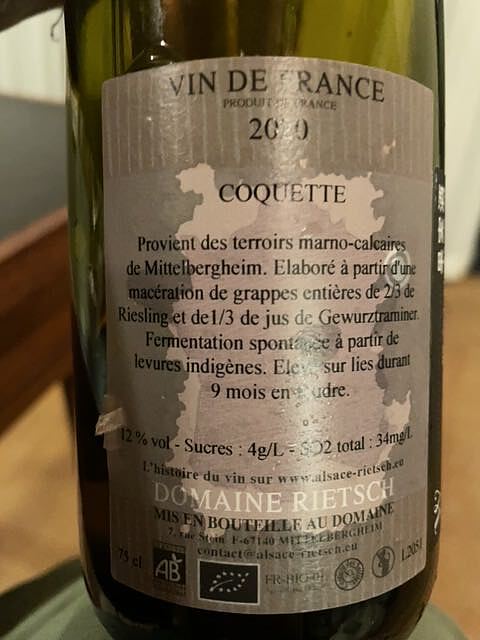 VIN DE FRANCE
PRODUIT DE FRANCE
2020
COQUETTE
Provient des terroirs marno-calcaires
de Mittelbergheim. Elaboré à partir d'une
macération de grappes entières de 2/3 de
Riesling et de1/3 de jus de Gewurztraminer.
Fermentation spontanée à partir de
levures indigènes. Elevé sur lies durant
9 mois en foudre.
12 % vol - Sucres : 4g/L - SO2 total : 34mg/L
L'histoire du vin sur www.alsace-rietsch.eu
DOMAINE RIETSCH
MIS EN BOUTEILLE AU DOMAINE
7, rue Stein F-67140 MITTELBERGHEIM
contact@alsace-rietsch.eu
75 cl
AB
FR-BIO-01
L2051